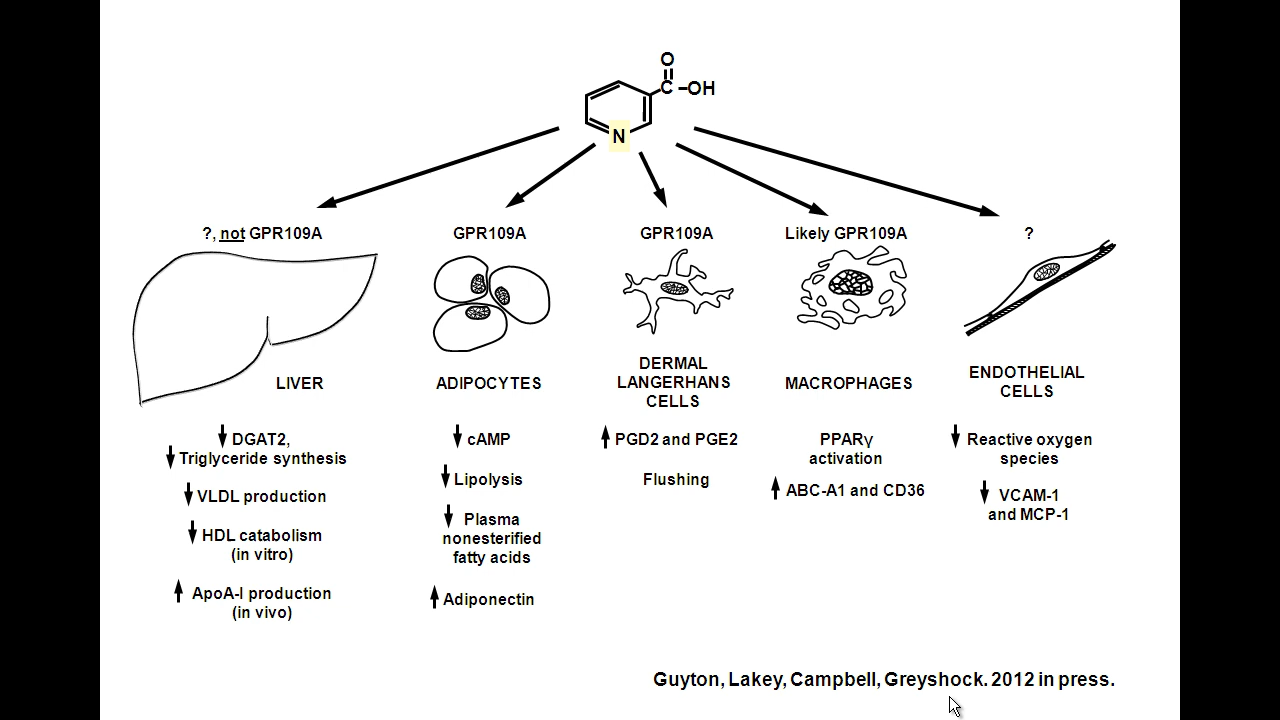 O
C–OH
N
?, not GPR109A
GPR109A
GPR109A
Likely GPR109A
?
LIVER
ADIPOCYTES
DERMAL
LANGERHANS
CELLS
MACROPHAGES
ENDOTHELIAL
CELLS
↓ DGAT2,
↓ Triglyceride synthesis
↓ VLDL production
↓ HDL catabolism
(in vitro)
↑ ApoA-I production
(in vivo)
↓ cAMP
↓ Lipolysis
↓ Plasma
nonesterified
fatty acids
↑ Adiponectin
↑ PGD2 and PGE2
Flushing
PPARγ
activation
↑ ABC-A1 and CD36
↓ Reactive oxygen
species
↓ VCAM-1
and MCP-1
Guyton, Lakey, Campbell, Greyshock. 2012 in press.